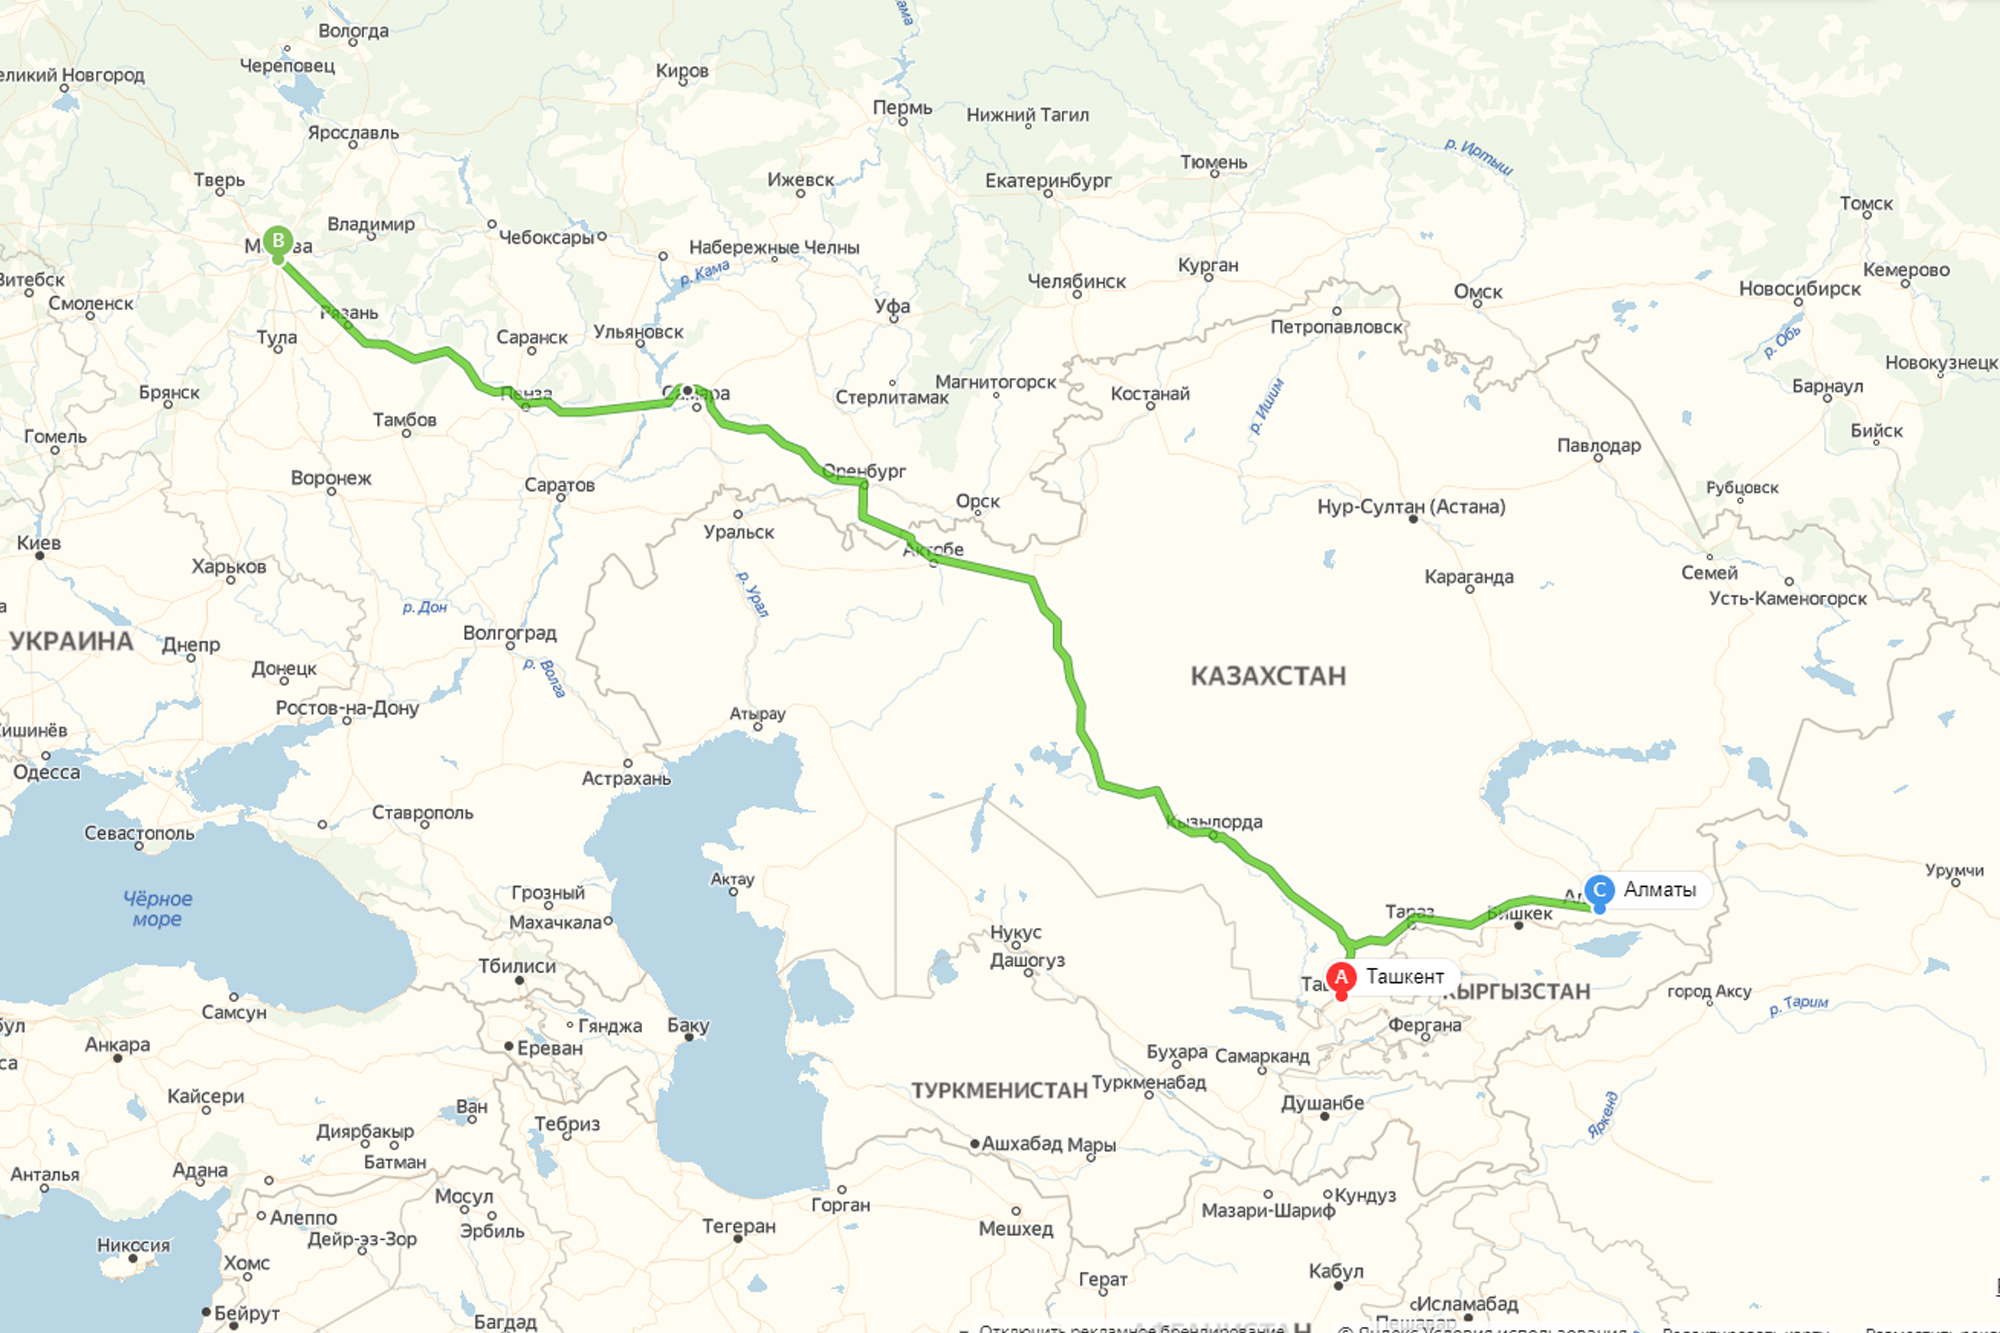 Вологда
Череповец
еликий Новгород
Киров
Пермь
Нижний Тагил
Ярославль
р. Иртыш
Тюмень
Тверь
Ижевск
Екатеринбург
Томск
Владимир
Чебоксары
Набережные Челны
р. Кама
Курган
Кемерово
Витебск
Смоленск
Челябинск
Омск
Новосибирск
В
Рязань
Уфа
Тула
Саранск
Ульяновск
Петропавловск
р. Обь
Новокузнецк
Брянск
Пенза
Самара
Стерлитамак
Магнитогорск
Костанай
р. Ишим
Барнаул
Тамбов
Гомель
Бийск
Павлодар
Воронеж
Саратов
Оренбург
Орск
Рубцовск
Нур-Султан (Астана)
Уральск
Киев
Актобе
Харьков
Караганда
Семей
р. Урал
Усть-Каменогорск
р. Дон
УКРАИНА
Волгоград
Днепр
р. Волга
Донецк
КАЗАХСТАН
Ростов-на-Дону
Атырау
ишинёв
Одесса
Астрахань
Ставрополь
Севастополь
Кызылорда
Урумчи
Актау
Грозный
С
Алматы
Чёрное
море
Махачкала
Тараз
Бишкек
Нукус
Дашогуз
Тбилиси
А
Ташкент
КЫРГЫЗСТАН
город Аксу
р. Тарим
Самсун
Гянджа
Баку
Фергана
Анкара
Ереван
Бухара
Самарканд
ТУРКМЕНИСТАН
Туркменабад
Кайсери
Ван
Душанбе
Яркенд
Тебриз
Диярбакыр
Батман
Ашхабад
Мары
Анталья
Адана
Мосул
Горган
Мазари-Шариф
Кундуз
Алеппо
Эрбиль
Тегеран
Мешхед
Дейр-эз-Зор
Никосия
Хомс
Герат
Кабул
Бейрут
Багдад
Исламабад
Пешавар
Отключить рекламное брендирование
© Яндекс Условия использования